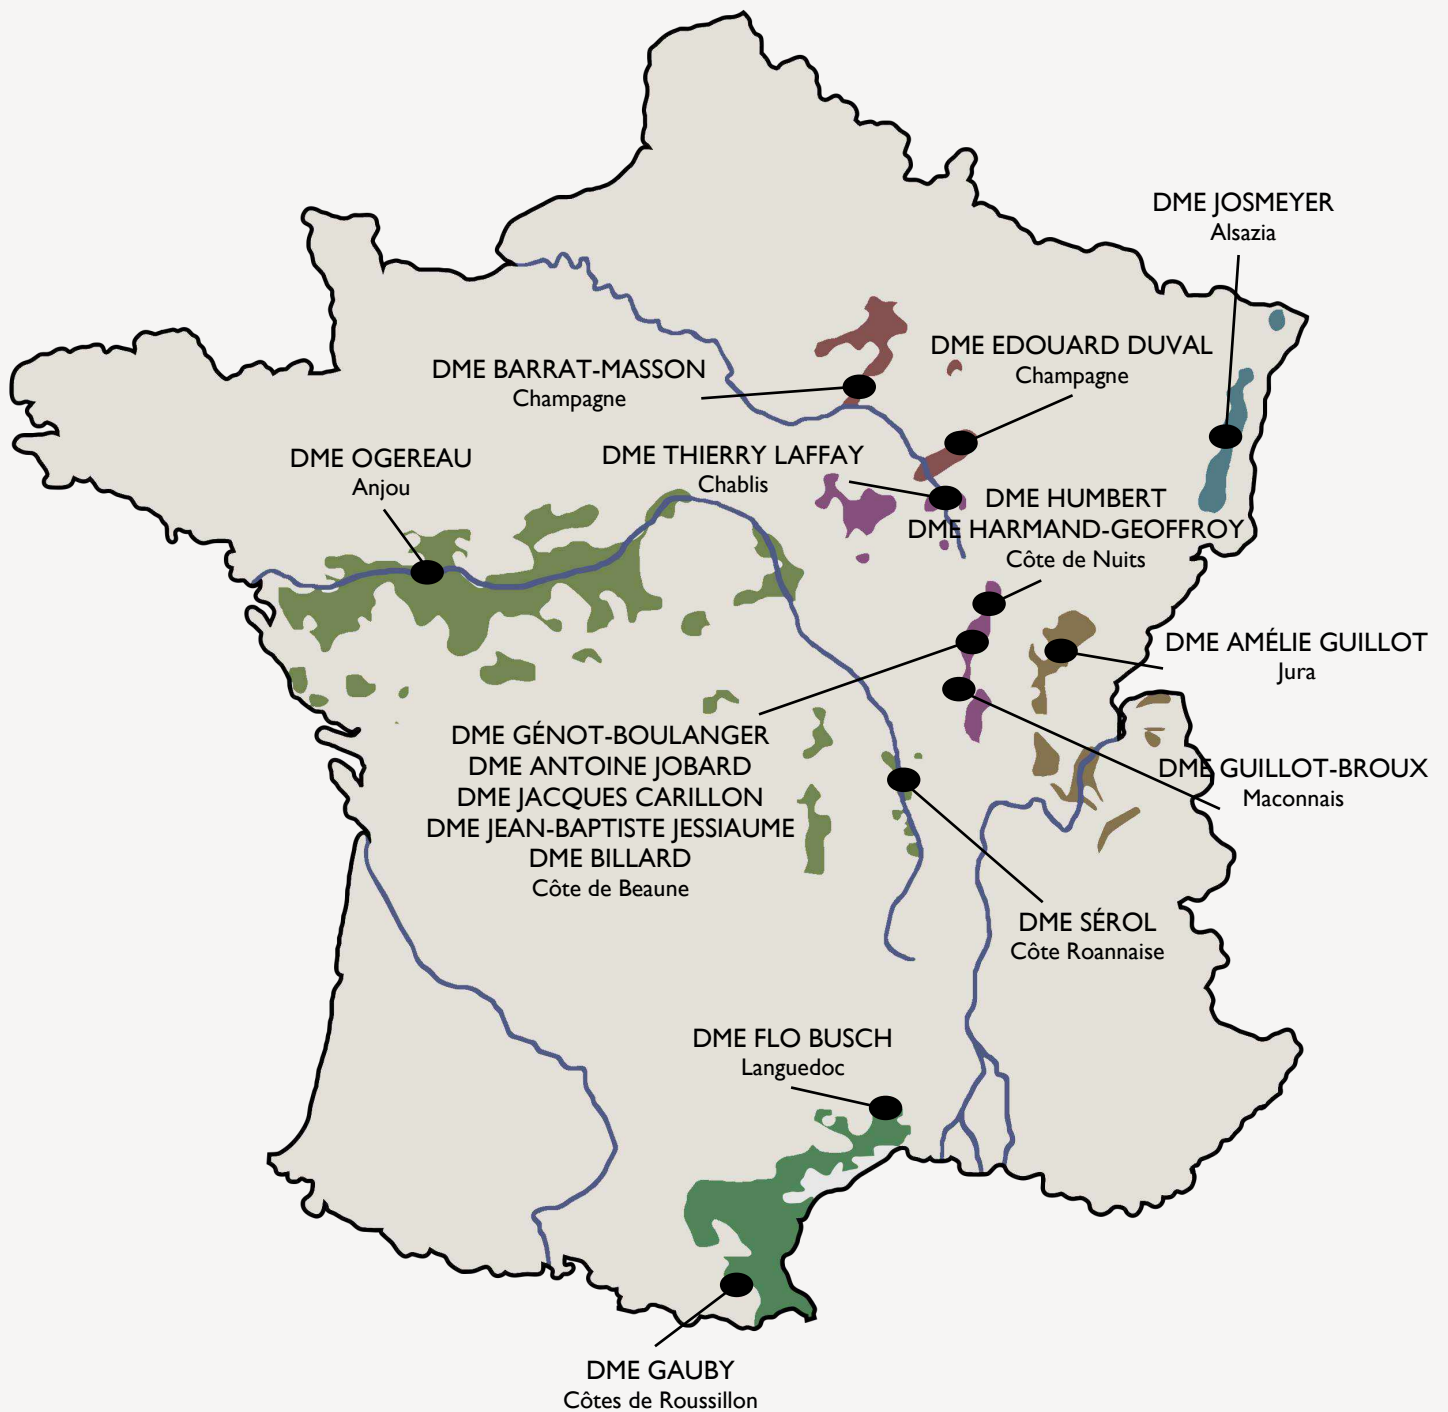 DME JOSMEYER
Alsazia
DME EDOUARD DUVAL
Champagne
DME BARRAT-MASSON
Champagne
DME OGEREAU
Anjou
DME THIERRY LAFFAY
Chablis
DME HUMBERT
DME HARMAND-GEOFFROY
Côte de Nuits
DME AMÉLIE GUILLOT
Jura
DME GÉNOT-BOULANGER
DME ANTOINE JOBARD
DME JACQUES CARILLON
DME JEAN-BAPTISTE JESSIAUME
DME BILLARD
Côte de Beaune
DME GUILLOT-BROUX
Maconnais
DME SÉROL
Côte Roannaise
DME FLO BUSCH
Languedoc
DME GAUBY
Côtes de Roussillon